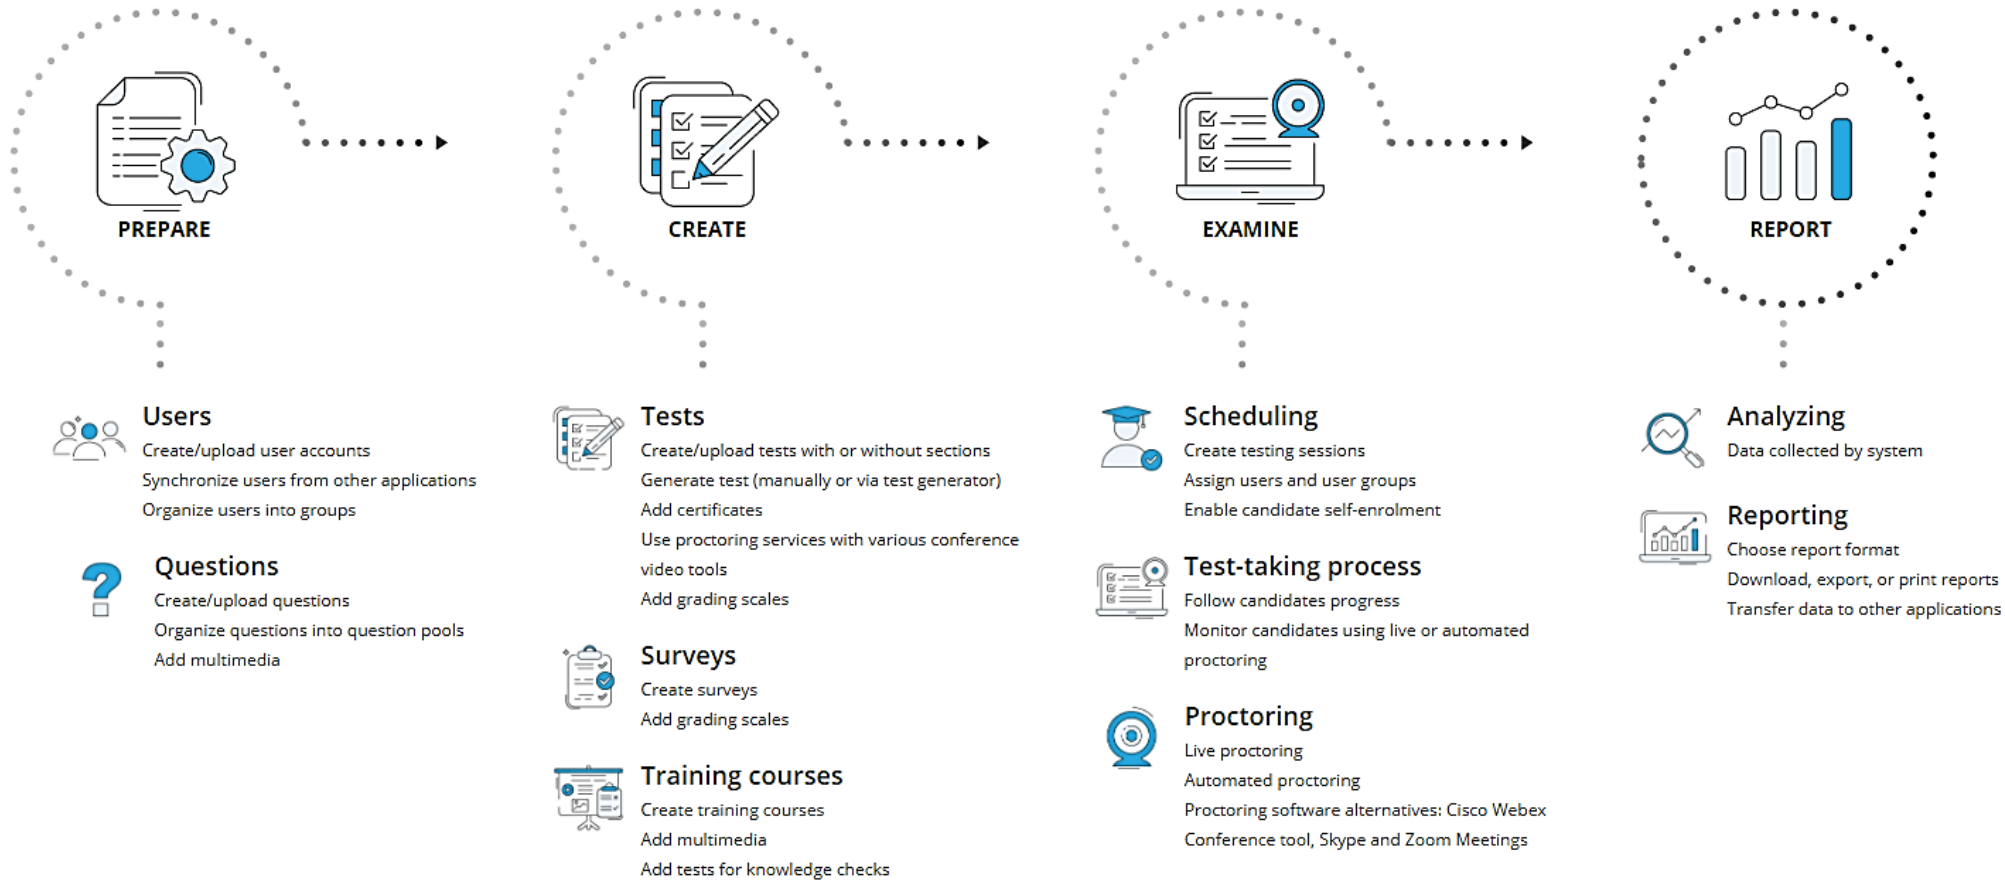 PREPARE
CREATE
EXAMINE
REPORT
Users
Create/upload user accounts
Synchronize users from other applications
Organize users into groups
Questions
Create/upload questions
Organize questions into question pools
Add multimedia
Tests
Create/upload tests with or without sections
Generate test (manually or via test generator)
Add certificates
Use proctoring services with various conference
video tools
Add grading scales
Surveys
Create surveys
Add grading scales
Training courses
Create training courses
Add multimedia
Add tests for knowledge checks
Scheduling
Create testing sessions
Assign users and user groups
Enable candidate self-enrolment
Test-taking process
Follow candidates progress
Monitor candidates using live or automated
proctoring
Proctoring
Live proctoring
Automated proctoring
Proctoring software alternatives: Cisco Webex
Conference tool, Skype and Zoom Meetings
Analyzing
Data collected by system
Reporting
Choose report format
Download, export, or print reports
Transfer data to other applications